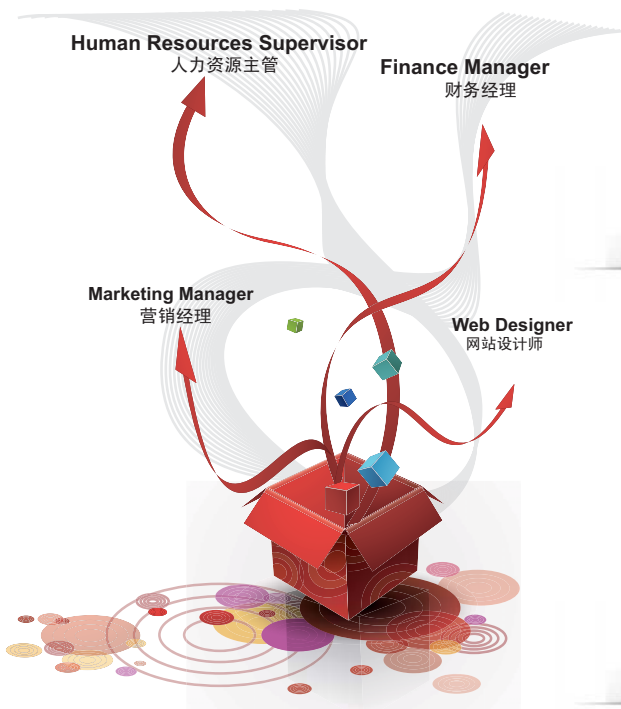 Human Resources Supervisor
人力资源主管
Finance Manager
财务经理
Marketing Manager
营销经理
Web Designer
网站设计师